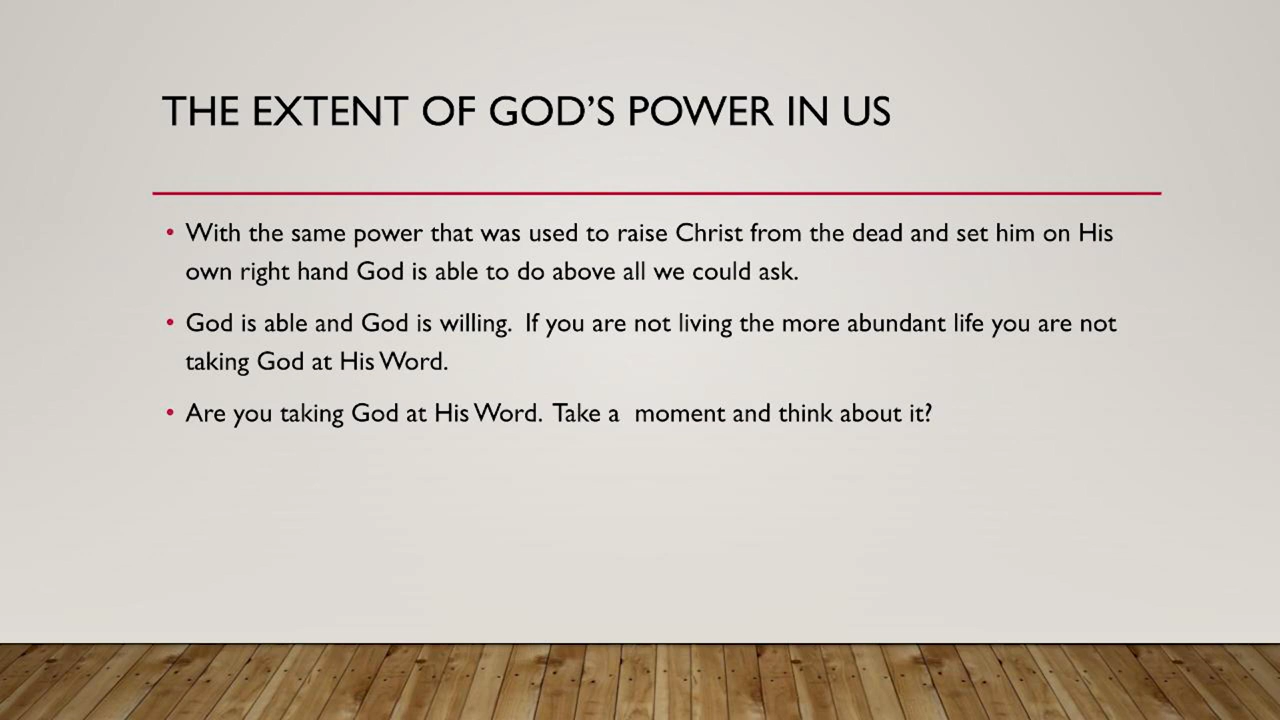 THE EXTENT OF GOD’S POWER IN US
• With the same power that was used to raise Christ from the dead and set him on His
own right hand God is able to do above all we could ask.
• God is able and God is willing.  If you are not living the more abundant life you are not
taking God at His Word.
• Are you taking God at His Word.  Take a  moment and think about it?